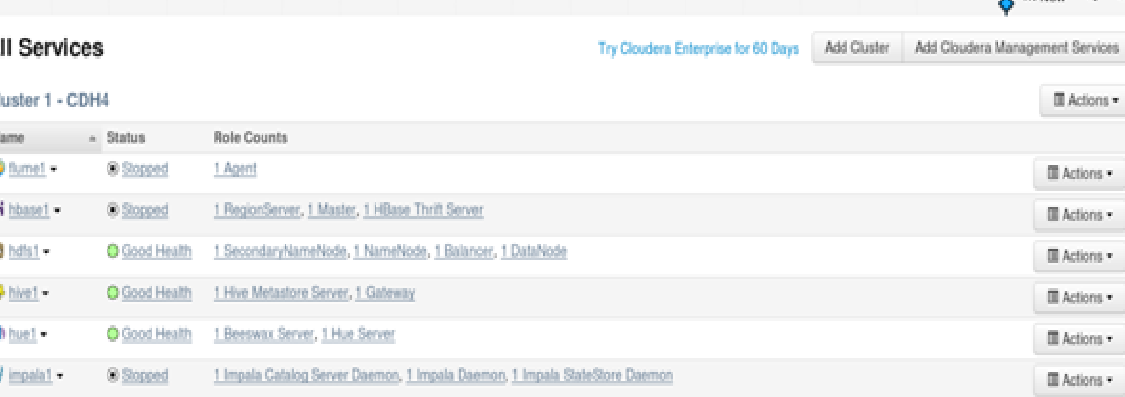 ll Services
Try Cloudera Enterprise for 60 Days Add Cluster Add Cloudera Management Services
luster 1 - CDH4
Actions
ame Status Role Counts
flume1 Stopped 1 Agent Actions
hbase1 Stopped 1 RegionServer, 1 Master, 1 HBase Thrift Server Actions
hdfs1 Good Health 1 SecondaryNameNode, 1 NameNode, 1 Balancer, 1 DataNode Actions
hive1 Good Health 1 Hive Metastore Server, 1 Gateway Actions
hue1 Good Health 1 Beeswax Server, 1 Hue Server Actions
impala1 Stopped 1 Impala Catalog Server Daemon, 1 Impala Daemon, 1 Impala StateStore Daemon Actions